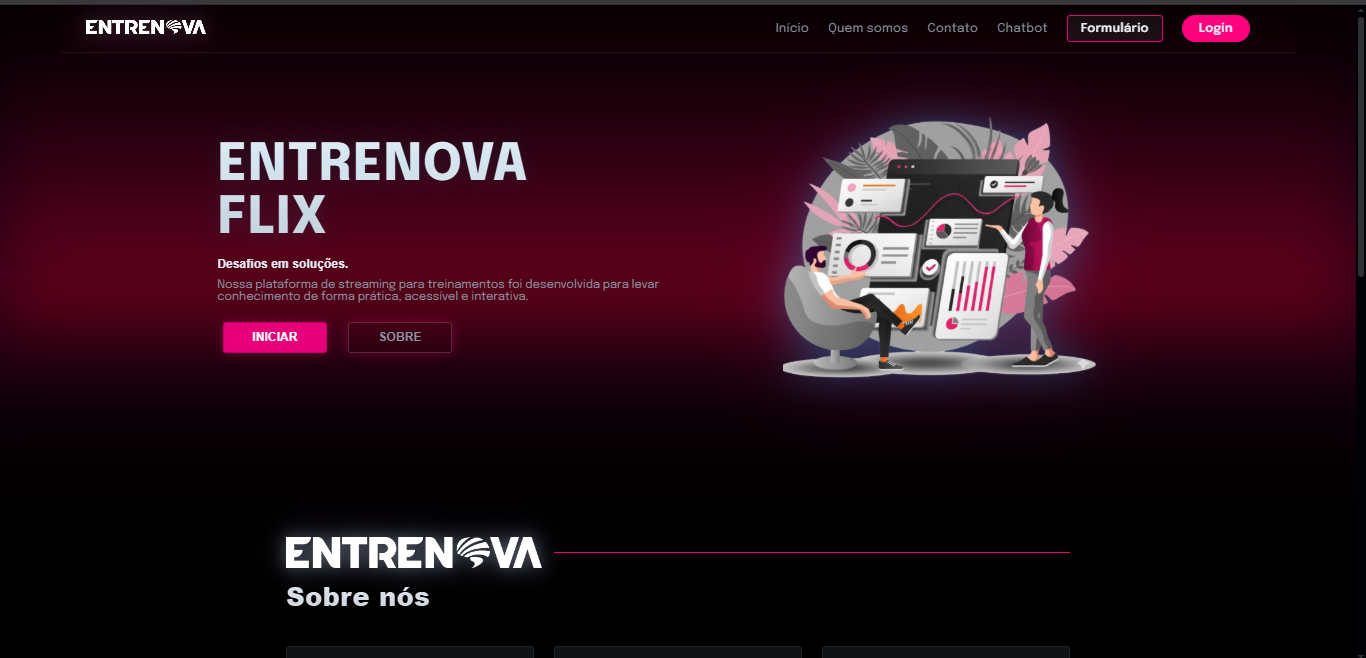 ENTRENOVA
Início Quem somos Contato Chatbot Formulário Login
ENTRENOVA
FLIX
Desafios em soluções.
Nossa plataforma de streaming para treinamentos foi desenvolvida para levar
conhecimento de forma prática, acessível e interativa.
INICIAR SOBRE
ENTRENOVA
Sobre nós